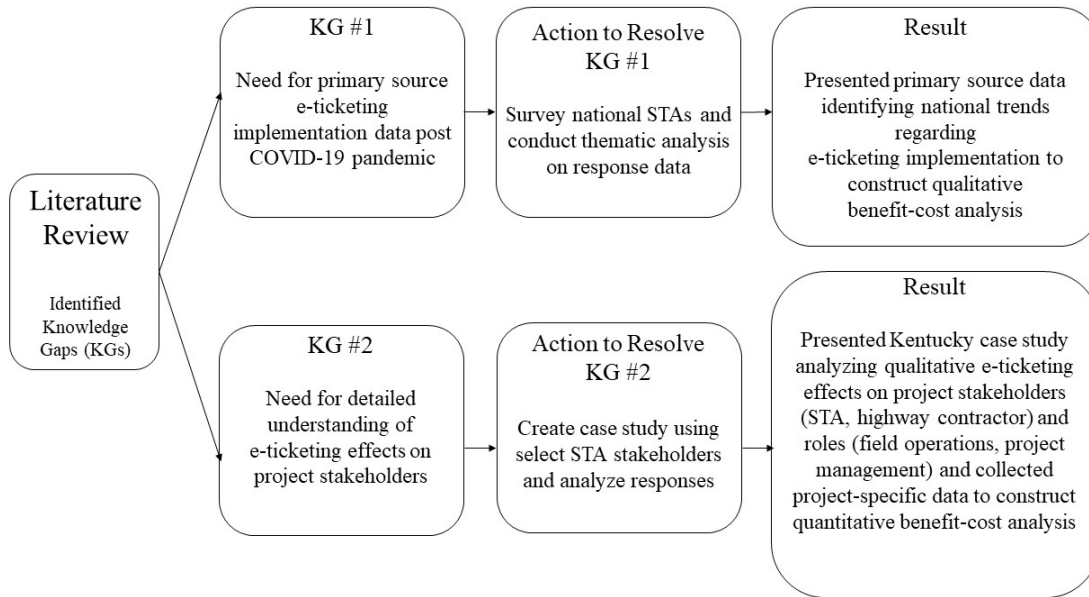 Literature
Review
Identified
Knowledge
Gaps (KGs)
KG #1
Need for primary source
e-ticketing
implementation data post
COVID-19 pandemic
Action to Resolve
KG #1
Survey national STAs and
conduct thematic analysis
on response data
Result
Presented primary source data
identifying national trends
regarding
e-ticketing implementation to
construct qualitative
benefit-cost analysis
KG #2
Need for detailed
understanding of
e-ticketing effects on
project stakeholders
Action to Resolve
KG #2
Create case study using
select STA stakeholders
and analyze responses
Result
Presented Kentucky case study
analyzing qualitative e-ticketing
effects on project stakeholders
(STA, highway contractor) and
roles (field operations, project
management) and collected
project-specific data to construct
quantitative benefit-cost analysis